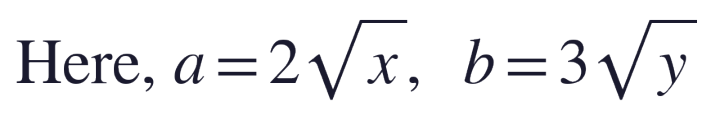 Here, a = 2√x, b = 3√y